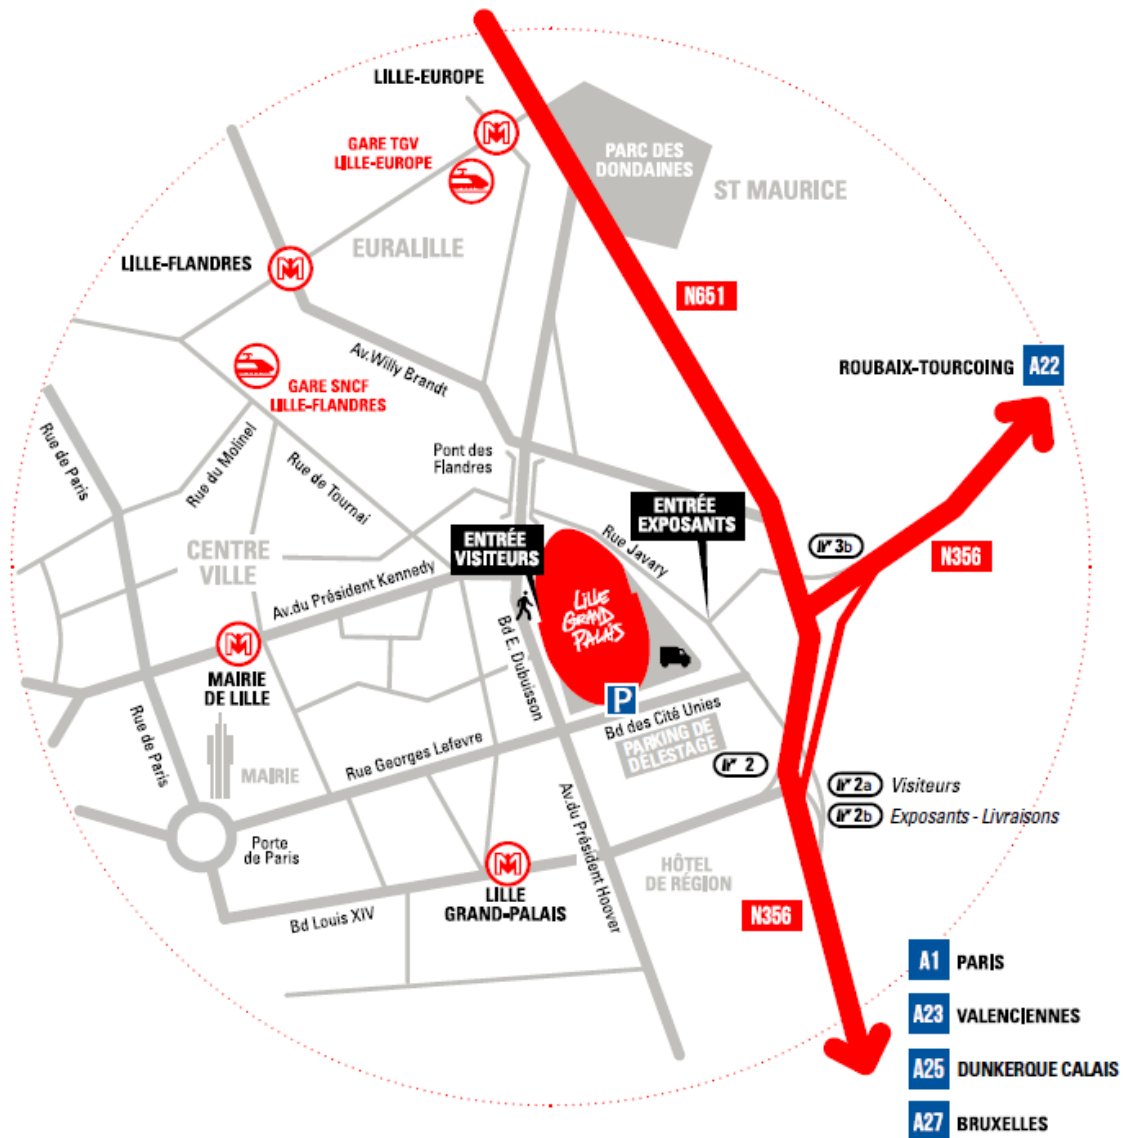 LILLE-EUROPE
GARE TGV
LILLE-EUROPE
PARC DES
DONDAINES
ST MAURICE
EURALILLE
LILLE-FLANDRES
N651
Av.Willy Brandt
ROUBAIX-TOURCOING A22
GARE SNCF
LILLE-FLANDRES
Rue de Paris
Rue du Molinel
Rue de Tournai
Pont des
Flandres
ENTRÉE
EXPOSANTS
ENTRÉE
VISITEURS
Rue Javary
3b
N356
CENTRE
VILLE
Av.du Président Kennedy
LILLE
GRAND
PALAIS
Bd E. Dubuisson
MAIRIE
DE LILLE
P
Rue de Paris
Bd des Cité Unies
PARKING DE
DÉLESTAGE
Rue Georges Lefevre
MAIRIE
2
2a Visiteurs
2b Exposants - Livraisons
Av.du Président Hoover
Porte
de Paris
HÔTEL
DE RÉGION
LILLE
GRAND-PALAIS
Bd Louis XIV
N356
A1 PARIS
A23 VALENCIENNES
A25 DUNKERQUE CALAIS
A27 BRUXELLES